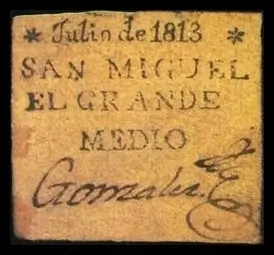 * Julio de 1813 *
SAN MIGUEL
EL GRANDE
MEDIO
Gonzalez